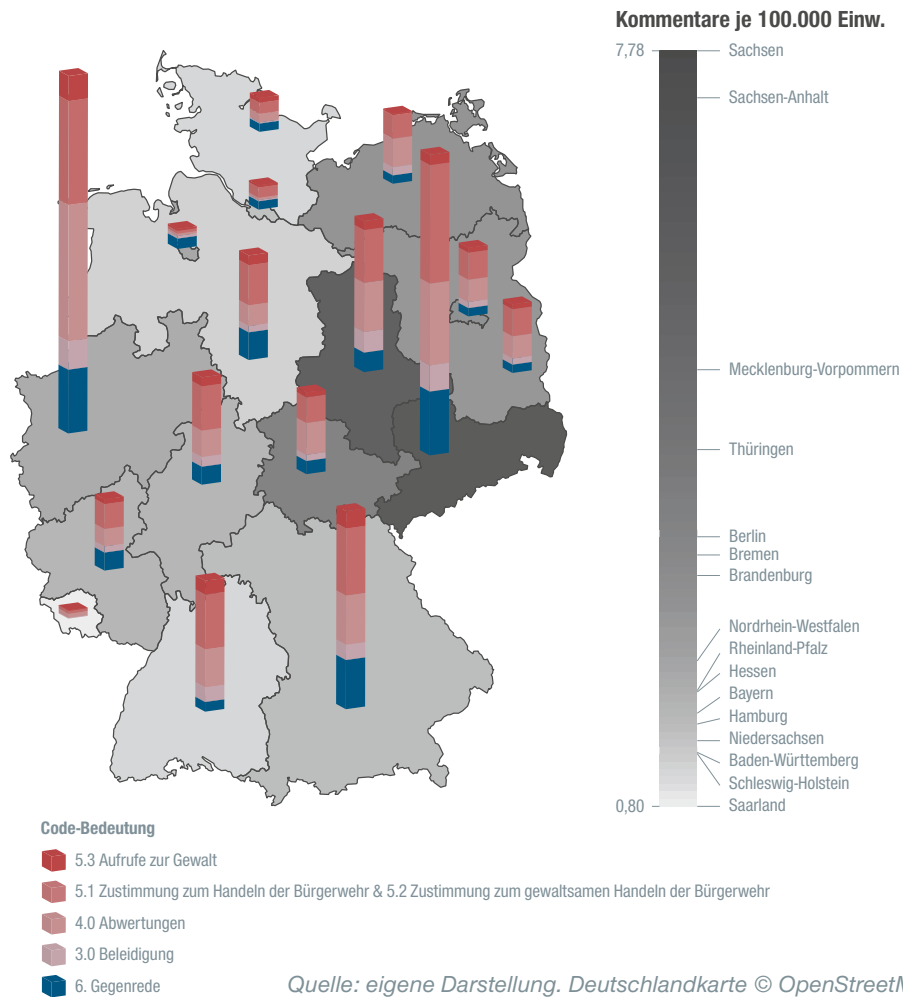 Kommentare je 100.000 Einw.
7,78
Sachsen
Sachsen-Anhalt
Mecklenburg-Vorpommern
Thüringen
Berlin
Bremen
Brandenburg
Nordrhein-Westfalen
Rheinland-Pfalz
Hessen
Bayern
Hamburg
Niedersachsen
Baden-Württemberg
Schleswig-Holstein
0,80
Saarland
Code-Bedeutung
5.3 Aufrufe zur Gewalt
5.1 Zustimmung zum Handeln der Bürgerwehr & 5.2 Zustimmung zum gewaltsamen Handeln der Bürgerwehr
4.0 Abwertungen
3.0 Beleidigung
6. Gegenrede
Quelle: eigene Darstellung. Deutschlandkarte © OpenStreetM